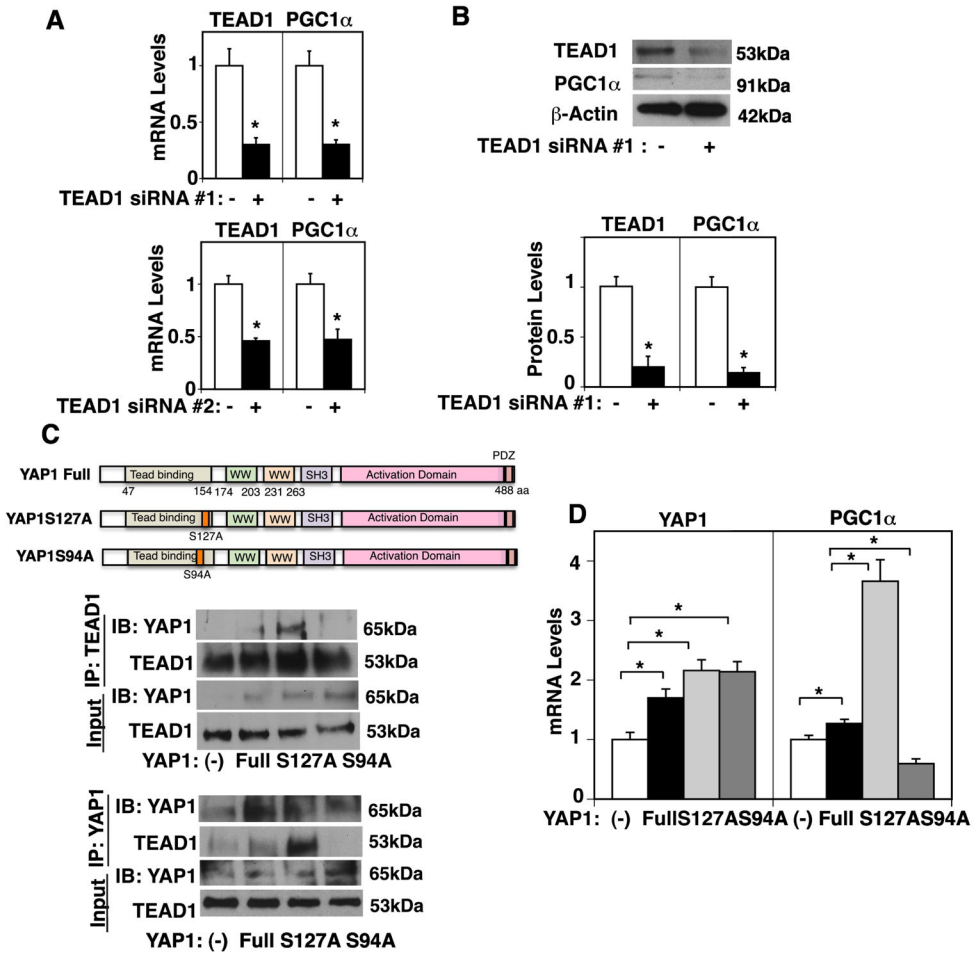 A
TEAD1 PGC1α
mRNA Levels
1
0.5
0
* *
TEAD1 siRNA #1: - + - +
TEAD1 PGC1α
mRNA Levels
1
0.5
0
* *
TEAD1 siRNA #2: - + - +
B
TEAD1 53kDa
PGC1α 91kDa
β-Actin 42kDa
TEAD1 siRNA #1 : - +
TEAD1 PGC1α
Protein Levels
1
0.5
0
* *
TEAD1 siRNA #1: - + - +
C
PDZ
YAP1 Full Tead binding WW WW SH3 Activation Domain
47 154 174 203 231 263 488 aa
YAP1S127A Tead binding WW WW SH3 Activation Domain
S127A
YAP1S94A Tead binding WW WW SH3 Activation Domain
S94A
IP: TEAD1
IB: YAP1 65kDa
TEAD1 53kDa
Input
IB: YAP1 65kDa
TEAD1 53kDa
YAP1: (-) Full S127A S94A
IP: YAP1
IB: YAP1 65kDa
TEAD1 53kDa
Input
IB: YAP1 65kDa
TEAD1 53kDa
YAP1: (-) Full S127A S94A
D
YAP1 PGC1α
mRNA Levels
4
3
2
1
0
* * *
* * *
YAP1: (-) FullS127AS94A (-) Full S127AS94A